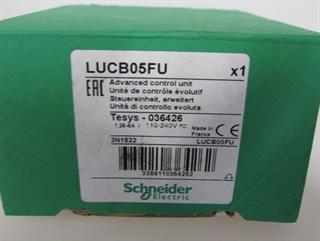 LUCB05FU x1
EAC Advanced control unit
Unité de contrôle évolutif
Steuereinheit, erweitert
Unità di controllo evoluta
Tesys - 036426
1,25-5A / 110-240V Made in France CE
3N1822 LUCB05FU
Schneider
Electric
3389110364262